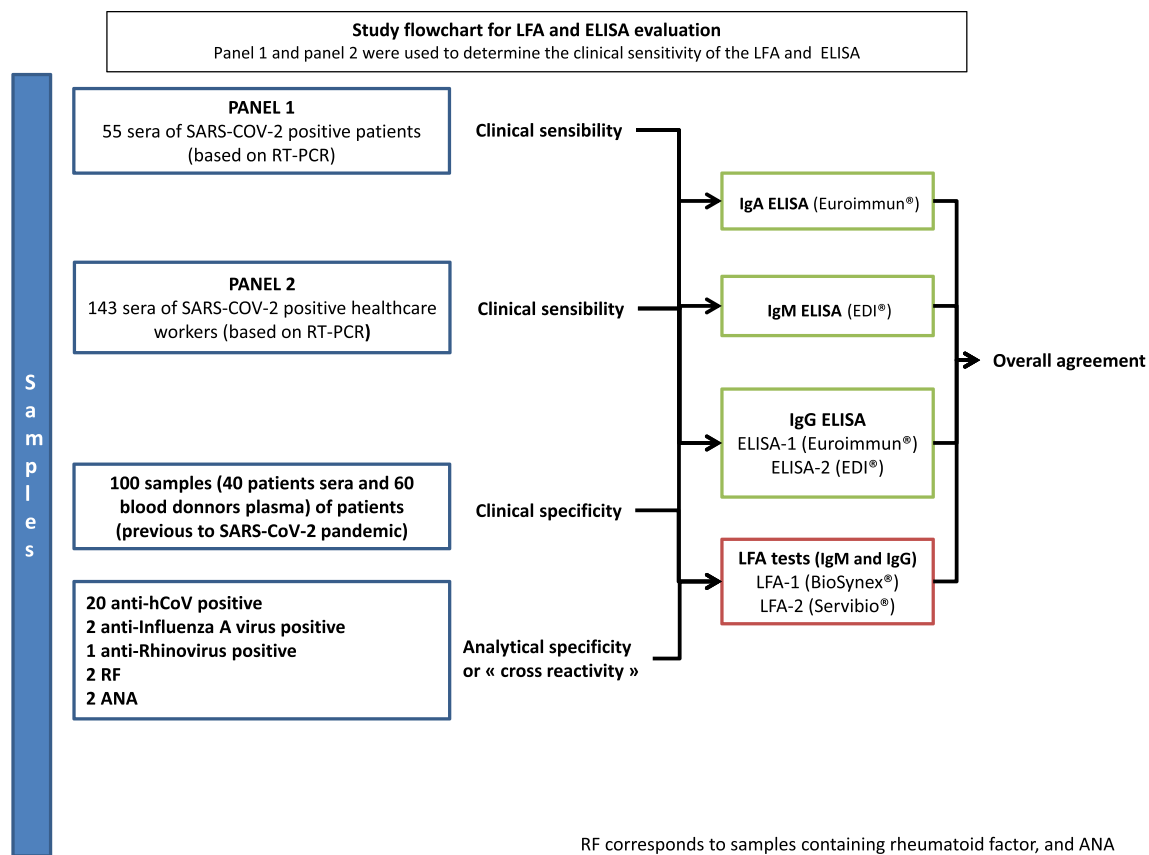 Study flowchart for LFA and ELISA evaluation
Panel 1 and panel 2 were used to determine the clinical sensitivity of the LFA and ELISA
Samples
PANEL 1
55 sera of SARS-COV-2 positive patients
(based on RT-PCR)
Clinical sensibility
PANEL 2
143 sera of SARS-COV-2 positive healthcare
workers (based on RT-PCR)
Clinical sensibility
100 samples (40 patients sera and 60
blood donnors plasma) of patients
(previous to SARS-CoV-2 pandemic)
Clinical specificity
20 anti-hCoV positive
2 anti-Influenza A virus positive
1 anti-Rhinovirus positive
2 RF
2 ANA
Analytical specificity
or « cross reactivity »
IgA ELISA (Euroimmun®)
IgM ELISA (EDI®)
IgG ELISA
ELISA-1 (Euroimmun®)
ELISA-2 (EDI®)
LFA tests (IgM and IgG)
LFA-1 (BioSynex®)
LFA-2 (Servibio®)
Overall agreement
RF corresponds to samples containing rheumatoid factor, and ANA